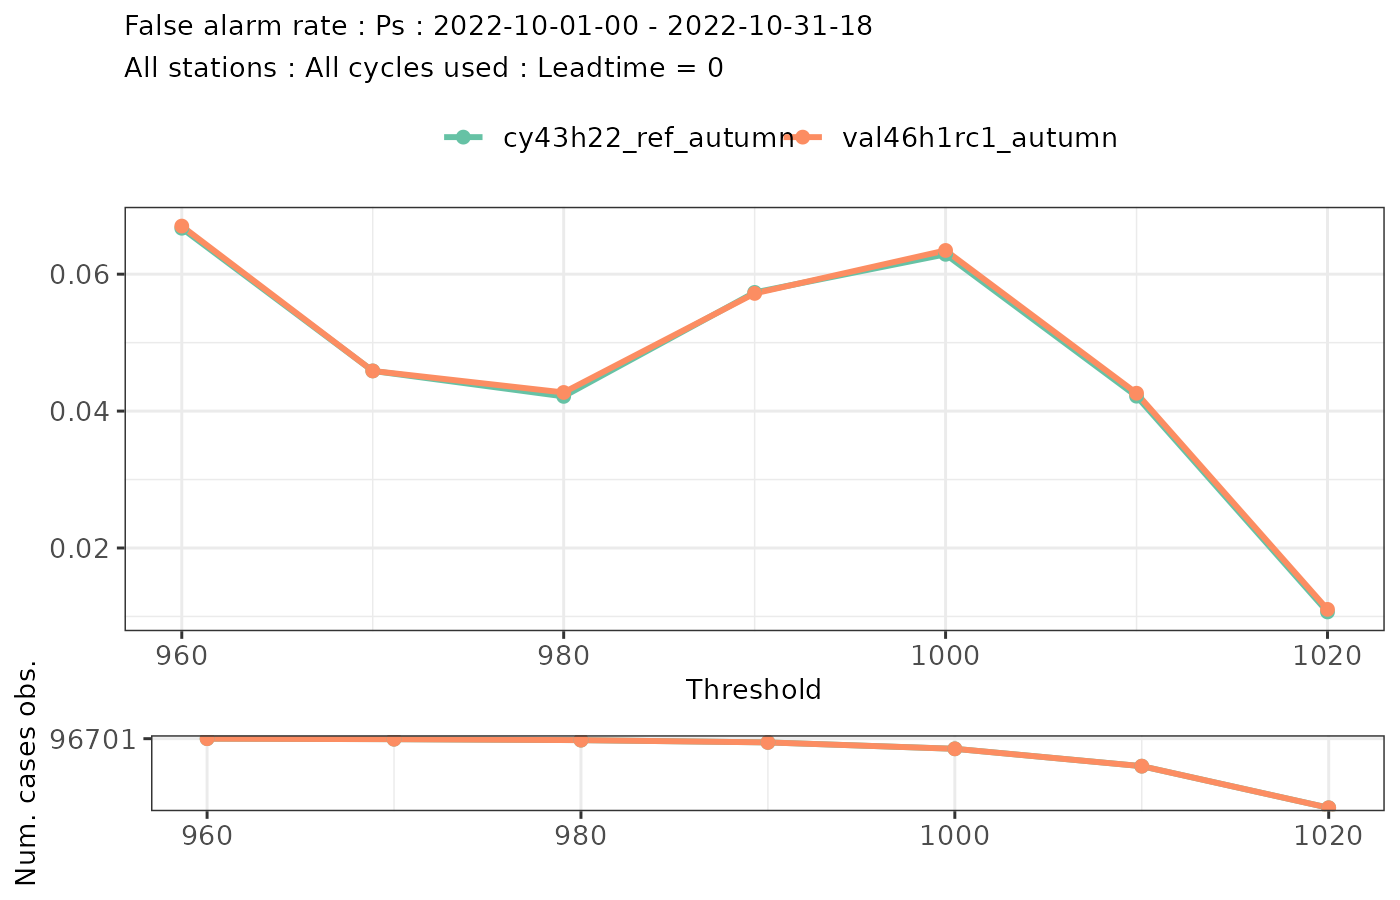 False alarm rate : Ps : 2022-10-01-00 - 2022-10-31-18
All stations : All cycles used : Leadtime = 0
cy43h22_ref_autumn val46h1rc1_autumn
0.06
0.04
0.02
960 980 1000 1020
Threshold
Num. cases obs.
96701
960 980 1000 1020